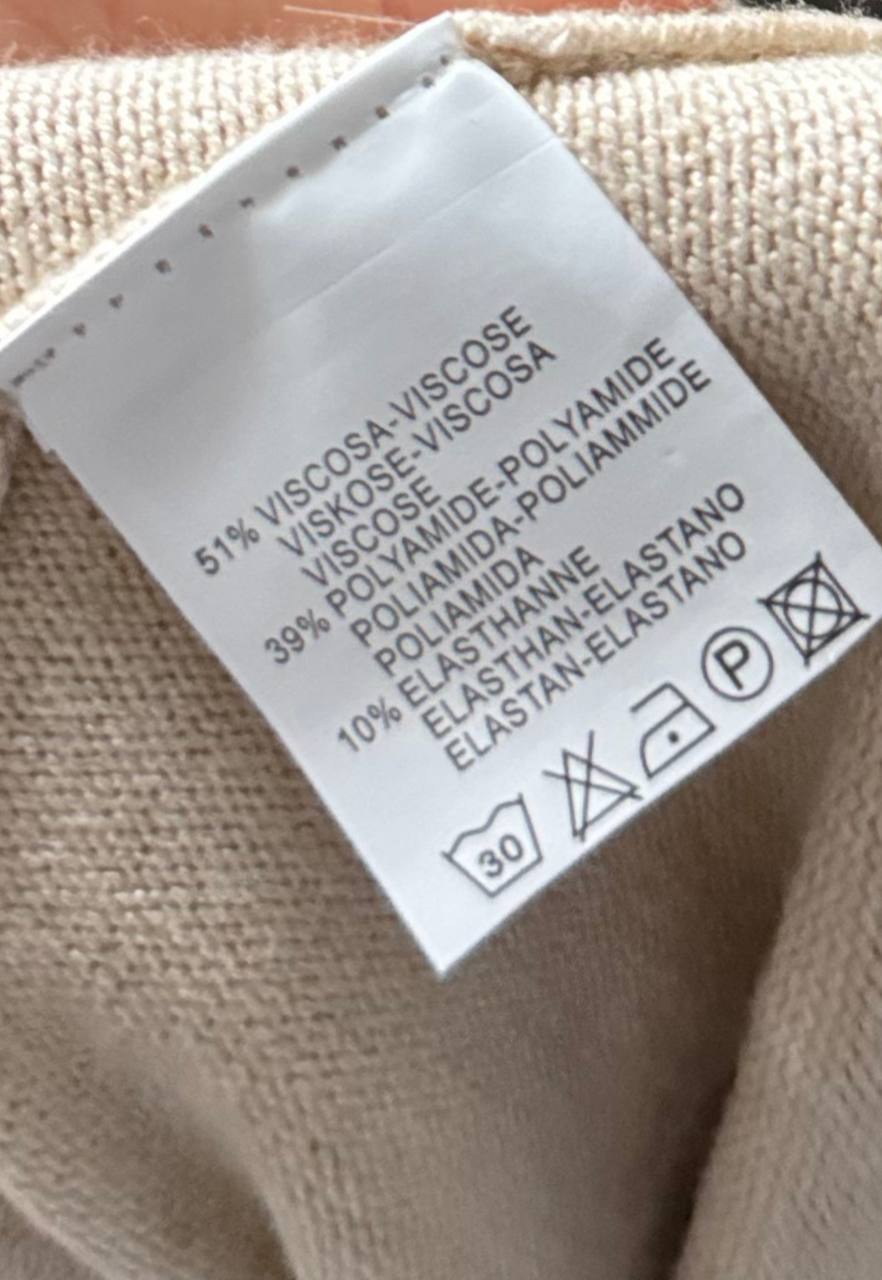 51% VISCOSA-VISCOSE
VISKOSE-VISCOSA
VISCOSE
39% POLYAMIDE-POLYAMIDE
POLIAMIDA-POLIAMMIDE
POLIAMIDA
10% ELASTHANNE
ELASTHAN-ELASTANO
ELASTAN-ELASTANO
30 P